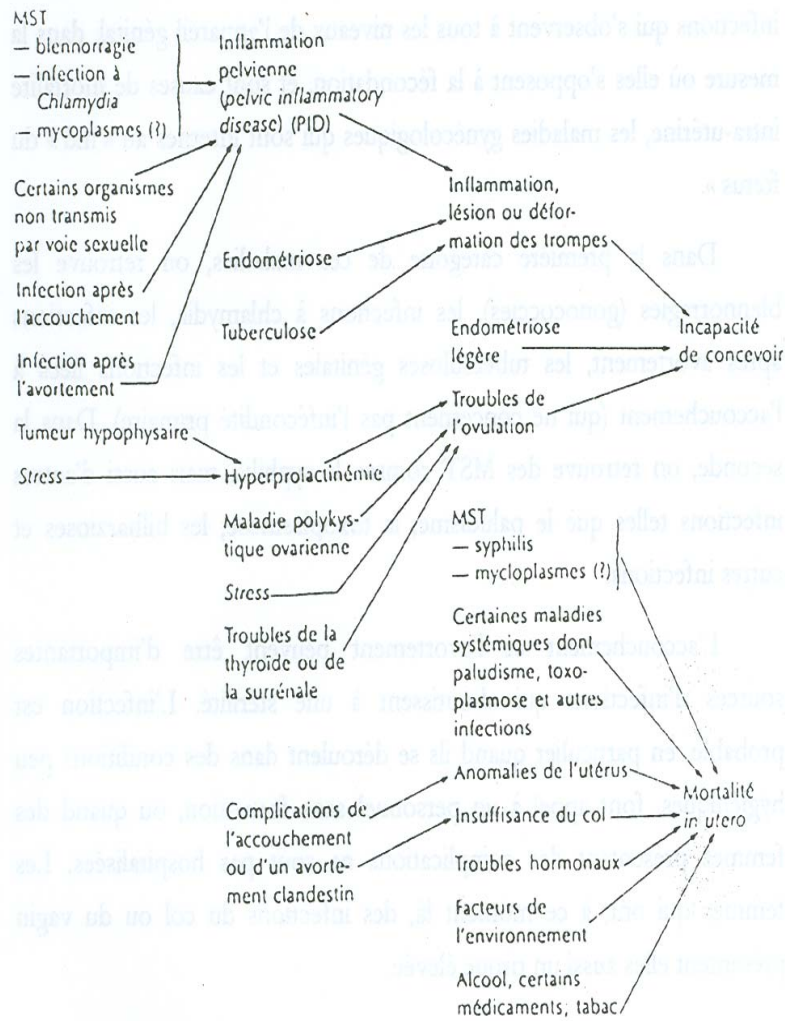 MST
– blennorragie
– infection à
Chlamydia
– mycoplasmes (?)
Certains organismes
non transmis
par voie sexuelle
Infection après
l'accouchement
Infection après
l'avortement
Tumeur hypophysaire
Stress
Inflammation
pelvienne
(pelvic inflammatory
disease) (PID)
Endométriose
Tuberculose
Hyperprolactinémie
Maladie polykys-
tique ovarienne
Stress
Troubles de la
thyroïde ou de
la surrénale
Complications de
l'accouchement
ou d'un avorte-
ment clandestin
Inflammation,
lésion ou défor-
mation des trompes
Endométriose
légère
Troubles de
l'ovulation
MST
– syphilis
– mycloplasmes (?)
Certaines maladies
systémiques dont
paludisme, toxo-
plasmose et autres
infections
Anomalies de l'utérus
Insuffisance du col
Troubles hormonaux
Facteurs de
l'environnement
Alcool, certains
médicaments, tabac
Incapacité
de concevoir
Mortalité
in utero